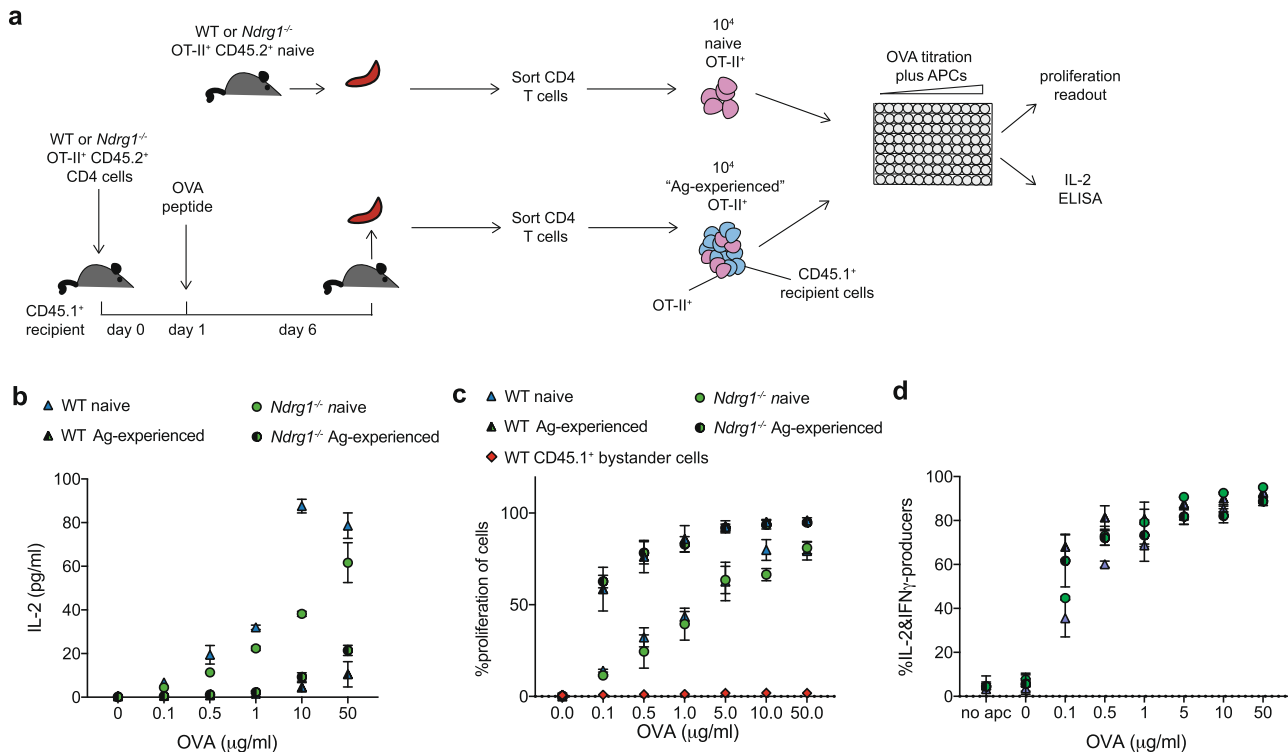 a
WT or Ndrg1-/-
OT-II+ CD45.2+ naive
Sort CD4
T cells
10⁴
naive
OT-II+
OVA titration
plus APCs
proliferation
readout
IL-2
ELISA
WT or Ndrg1-/-
OT-II+ CD45.2+
CD4 cells
OVA
peptide
Sort CD4
T cells
10⁴
“Ag-experienced”
OT-II+
CD45.1+
recipient cells
OT-II+
CD45.1+
recipient
day 0
day 1
day 6
b
WT naive
Ndrg1-/- naive
WT Ag-experienced
Ndrg1-/- Ag-experienced
IL-2 (pg/ml)
100
80
60
40
20
0
0 0.1 0.5 1 10 50
OVA (μg/ml)
c
WT naive
Ndrg1-/- naive
WT Ag-experienced
Ndrg1-/- Ag-experienced
WT CD45.1+ bystander cells
%proliferation of cells
100
50
0
0.0 0.1 0.5 1.0 5.0 10.0 50.0
OVA (μg/ml)
d
%IL-2&IFNγ-producers
100
80
60
40
20
0
no apc 0 0.1 0.5 1 5 10 50
OVA (μg/ml)